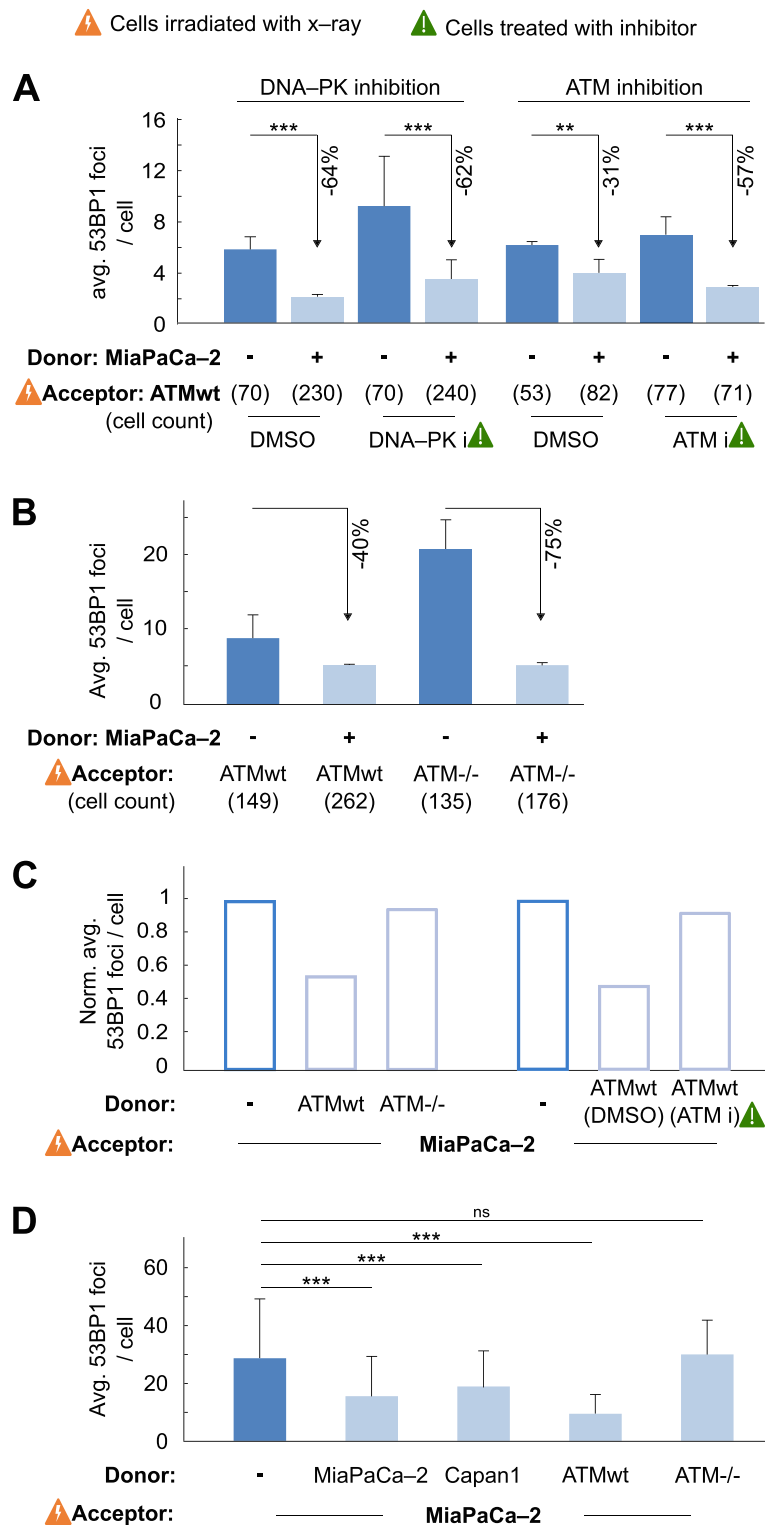 Cells irradiated with x–ray
Cells treated with inhibitor
A
DNA–PK inhibition
ATM inhibition
avg. 53BP1 foci
/ cell
16
12
8
4
0
***
-64%
***
-62%
**
-31%
***
-57%
Donor: MiaPaCa–2 - + - + - + - +
Acceptor: ATMwt (70) (230) (70) (240) (53) (82) (77) (71)
(cell count)
DMSO DNA–PK i DMSO ATM i
B
Avg. 53BP1 foci
/ cell
20
10
0
-40%
-75%
Donor: MiaPaCa–2 - + - +
Acceptor: ATMwt ATMwt ATM-/- ATM-/-
(cell count) (149) (262) (135) (176)
C
Norm. avg.
53BP1 foci / cell
1
0.8
0.6
0.4
0.2
0
Donor: - ATMwt ATM-/- - ATMwt (DMSO) ATMwt (ATM i)
Acceptor: MiaPaCa–2
D
Avg. 53BP1 foci
/ cell
60
40
20
0
ns
***
***
***
Donor: - MiaPaCa–2 Capan1 ATMwt ATM-/-
Acceptor: MiaPaCa–2